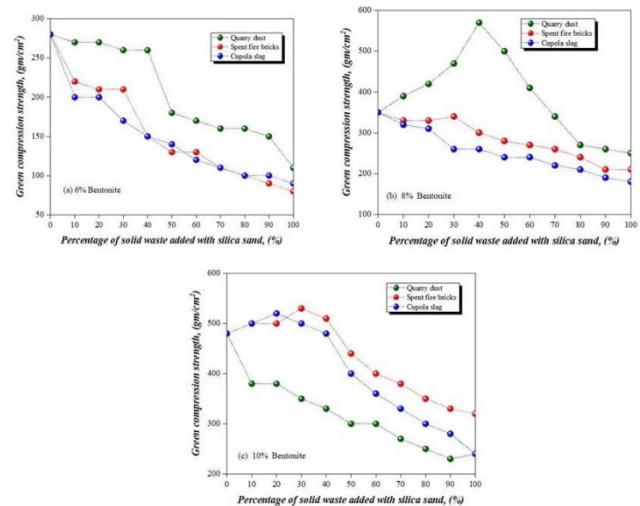 300
250
200
150
100
50
Green compression strength, (gm/cm²)
Quarry dust
Spent fire bricks
Cupola slag
(a) 6% Bentonite
0 10 20 30 40 50 60 70 80 90 100
Percentage of solid waste added with silica sand, (%)
600
500
400
300
200
100
Green compression strength, (gm/cm²)
Quarry dust
Spent fire bricks
Cupola slag
(b) 8% Bentonite
0 10 20 30 40 50 60 70 80 90 100
Percentage of solid waste added with silica sand, (%)
600
500
400
300
200
Green compression strength, (gm/cm²)
Quarry dust
Spent fire bricks
Cupola slag
(c) 10% Bentonite
0 10 20 30 40 50 60 70 80 90 100
Percentage of solid waste added with silica sand, (%)